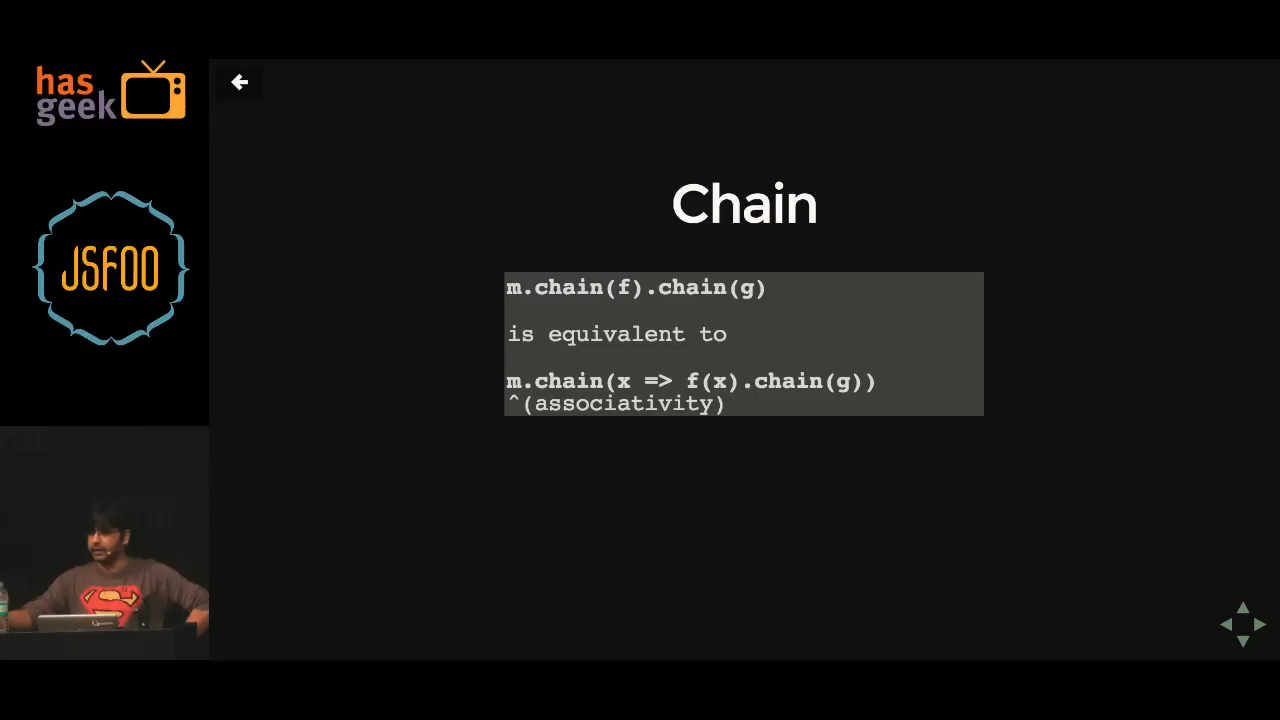 has
geek
JSFOO
Chain
m.chain(f).chain(g)
is equivalent to
m.chain(x => f(x).chain(g))
^(associativity)